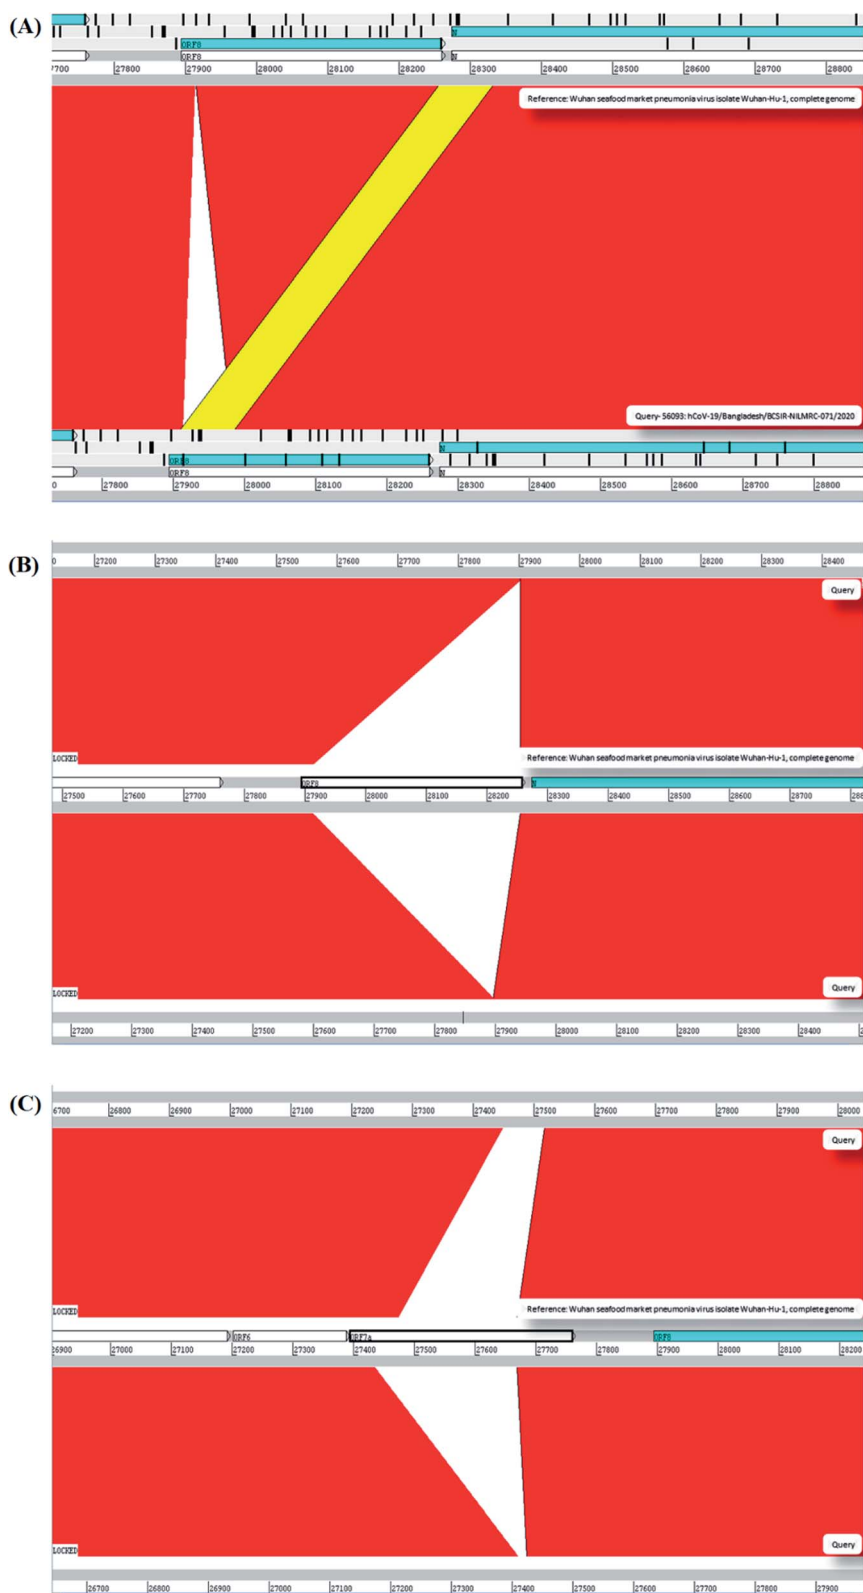 (A)
N
ORF8
ORF8 N
7700 27800 27900 28000 28100 28200 28300 28400 28500 28600 28700 28800
Reference: Wuhan seafood market pneumonia virus isolate Wuhan-Hu-1, complete genome
Query- 56093: hCoV-19/Bangladesh/BCSIR-NILMRC-071/2020
N
ORF8
ORF8 N
0 27800 27900 28000 28100 28200 28300 28400 28500 28600 28700 28800
(B)
0 27200 27300 27400 27500 27600 27700 27800 27900 28000 28100 28200 28300 28400
Query
LOCKED
Reference: Wuhan seafood market pneumonia virus isolate Wuhan-Hu-1, complete genome
ORF8 N
27500 27600 27700 27800 27900 28000 28100 28200 28300 28400 28500 28600 28700 288
LOCKED
Query
27200 27300 27400 27500 27600 27700 27800 27900 28000 28100 28200 28300 28400 2
(C)
6700 26800 26900 27000 27100 27200 27300 27400 27500 27600 27700 27800 27900 28000
Query
LOCKED
Reference: Wuhan seafood market pneumonia virus isolate Wuhan-Hu-1, complete genome
ORF6 ORF7a ORF8
26900 27000 27100 27200 27300 27400 27500 27600 27700 27800 27900 28000 28100 28200
LOCKED
Query
26700 26800 26900 27000 27100 27200 27300 27400 27500 27600 27700 27800 27900